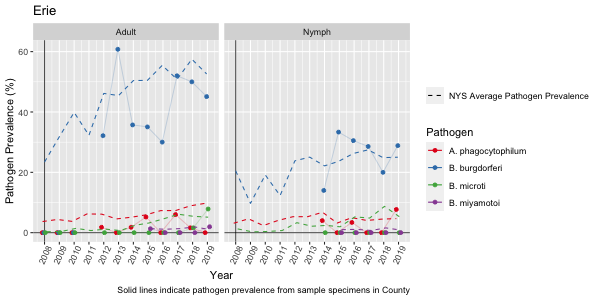 Erie
Adult
Nymph
Pathogen Prevalence (%)
60
40
20
0
2008 2009 2010 2011 2012 2013 2014 2015 2016 2017 2018 2019
2008 2009 2010 2011 2012 2013 2014 2015 2016 2017 2018 2019
Year
Solid lines indicate pathogen prevalence from sample specimens in County
NYS Average Pathogen Prevalence
Pathogen
A. phagocytophilum
B. burgdorferi
B. microti
B. miyamotoi